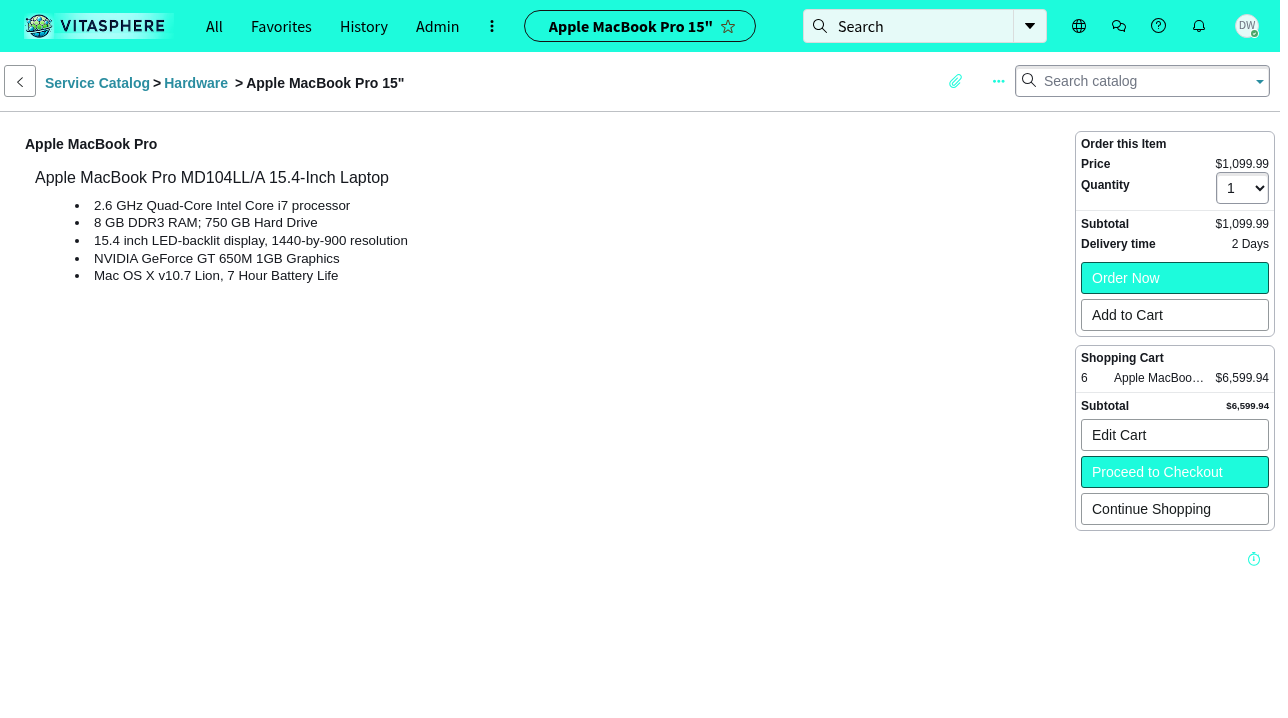 VITASPHERE
All
Favorites
History
Admin
Apple MacBook Pro 15"
Search
DW
Service Catalog > Hardware > Apple MacBook Pro 15"
Search catalog
Apple MacBook Pro
Apple MacBook Pro MD104LL/A 15.4-Inch Laptop
2.6 GHz Quad-Core Intel Core i7 processor
8 GB DDR3 RAM; 750 GB Hard Drive
15.4 inch LED-backlit display, 1440-by-900 resolution
NVIDIA GeForce GT 650M 1GB Graphics
Mac OS X v10.7 Lion, 7 Hour Battery Life
Order this Item
Price $1,099.99
Quantity 1
Subtotal $1,099.99
Delivery time 2 Days
Order Now
Add to Cart
Shopping Cart
6 Apple MacBoo... $6,599.94
Subtotal $6,599.94
Edit Cart
Proceed to Checkout
Continue Shopping